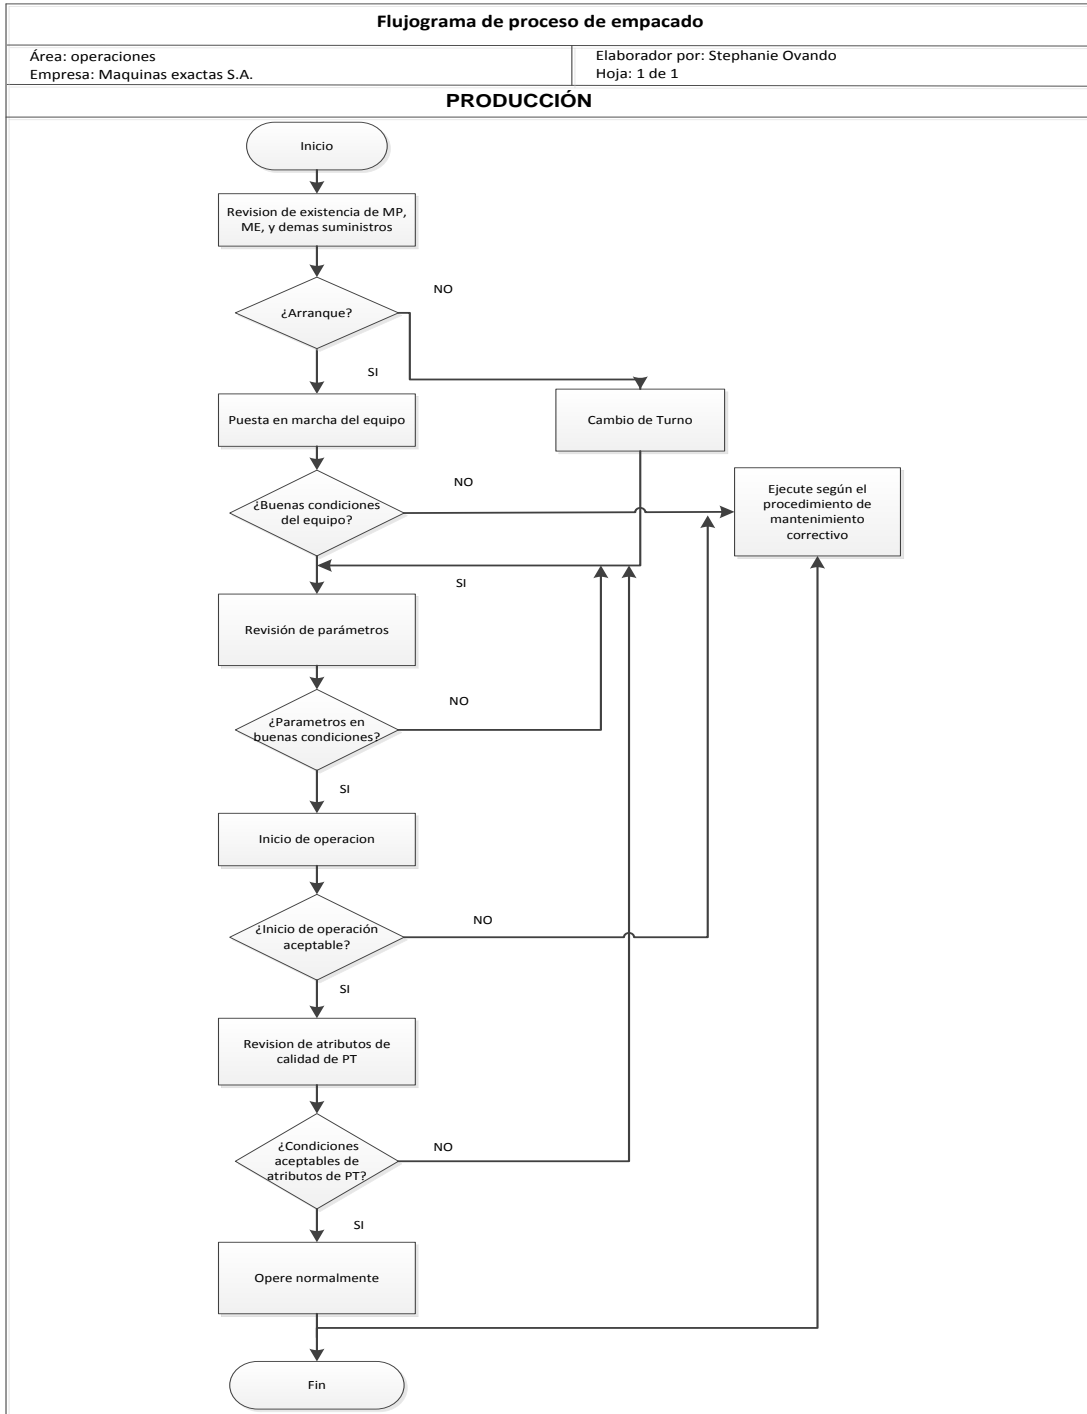 Flujograma de proceso de empacado
Área: operaciones
Empresa: Maquinas exactas S.A.
Elaborador por: Stephanie Ovando
Hoja: 1 de 1
PRODUCCIÓN
Inicio
Revision de existencia de MP,
ME, y demas suministros
¿Arranque?
NO
SI
Puesta en marcha del equipo
Cambio de Turno
¿Buenas condiciones
del equipo?
NO
Ejecute según el
procedimiento de
mantenimiento
correctivo
SI
Revisión de parámetros
¿Parametros en
buenas condiciones?
NO
SI
Inicio de operacion
¿Inicio de operación
aceptable?
NO
SI
Revision de atributos de
calidad de PT
¿Condiciones
aceptables de
atributos de PT?
NO
SI
Opere normalmente
Fin